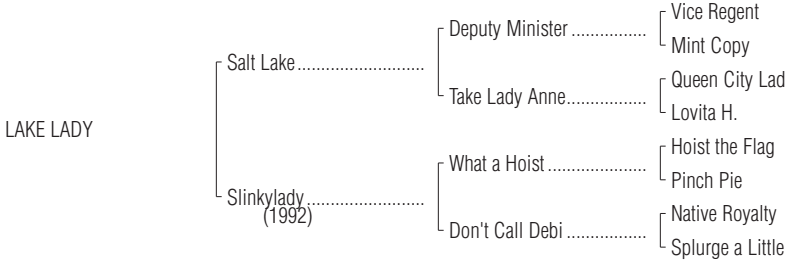 Vice Regent
Deputy Minister ................
Mint Copy
Salt Lake.........................
Queen City Lad
Take Lady Anne................
Lovita H.
LAKE LADY
Hoist the Flag
What a Hoist ....................
Pinch Pie
Slinkylady.......................
(1992)
Native Royalty
Don't Call Debi ................
Splurge a Little